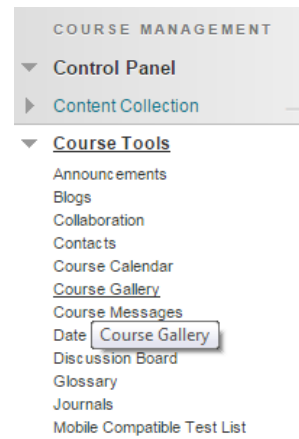 COURSE MANAGEMENT
Control Panel
Content Collection
Course Tools
Announcements
Blogs
Collaboration
Contacts
Course Calendar
Course Gallery
Course Messages
Date Course Gallery
Discussion Board
Glossary
Journals
Mobile Compatible Test List